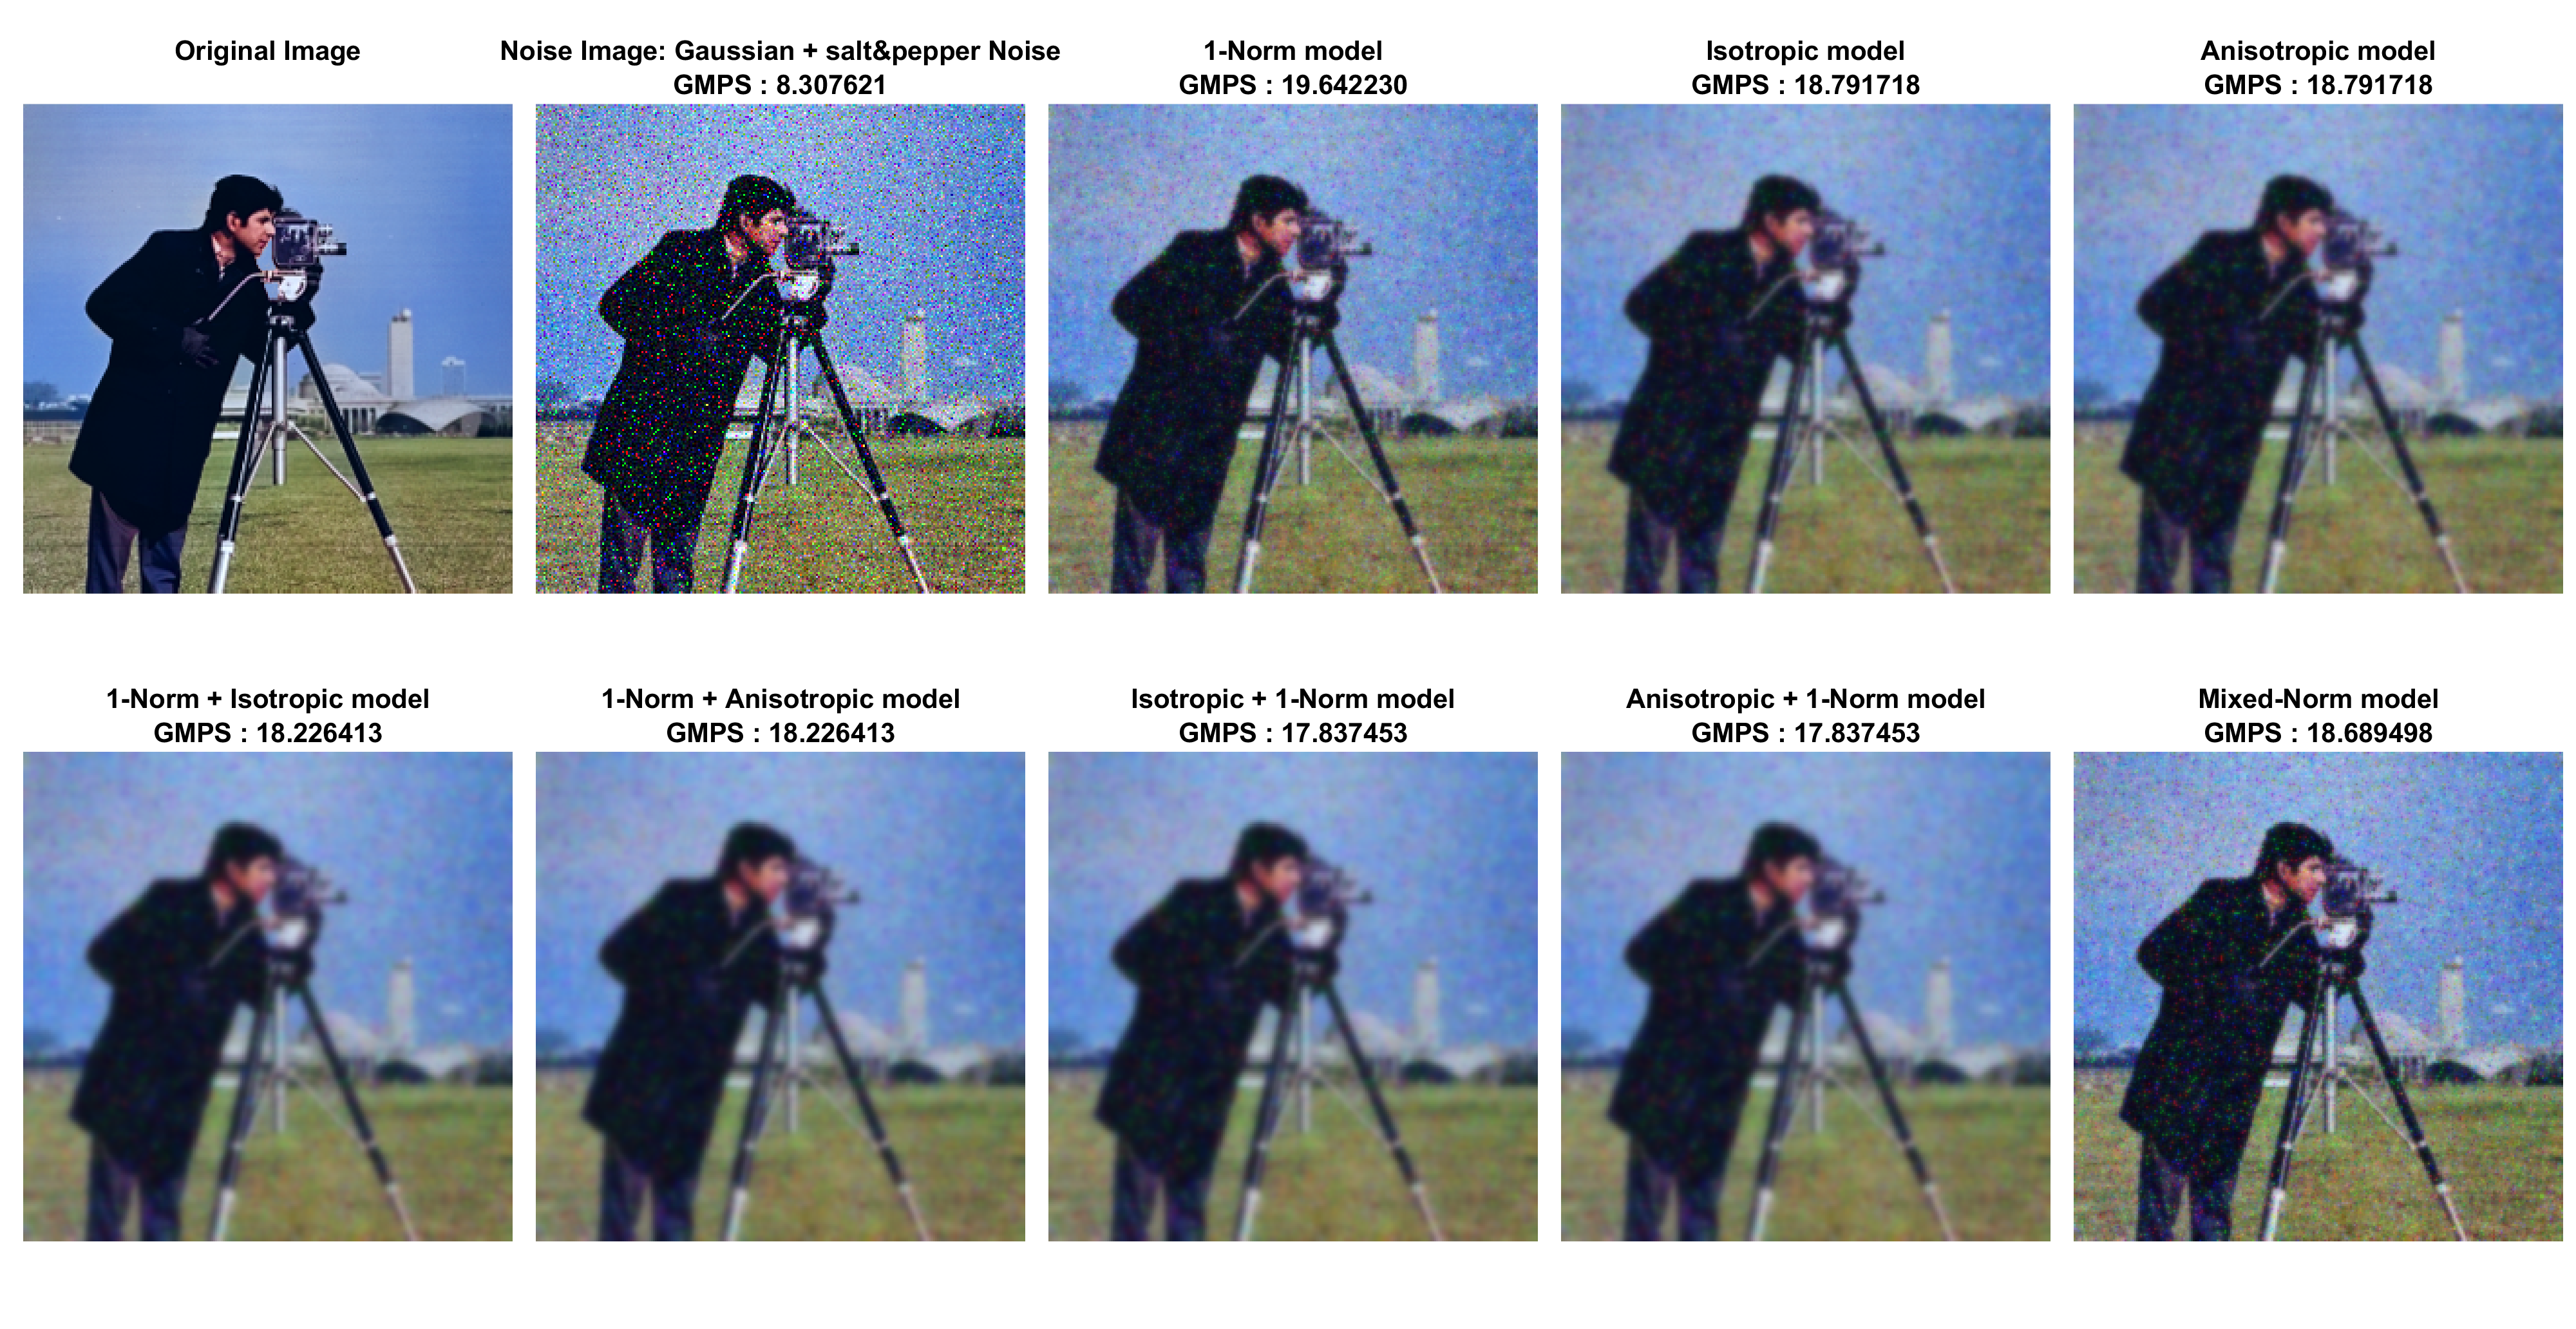 Original Image
Noise Image: Gaussian + salt&pepper Noise
GMPS : 8.307621
1-Norm model
GMPS : 19.642230
Isotropic model
GMPS : 18.791718
Anisotropic model
GMPS : 18.791718
1-Norm + Isotropic model
GMPS : 18.226413
1-Norm + Anisotropic model
GMPS : 18.226413
Isotropic + 1-Norm model
GMPS : 17.837453
Anisotropic + 1-Norm model
GMPS : 17.837453
Mixed-Norm model
GMPS : 18.689498